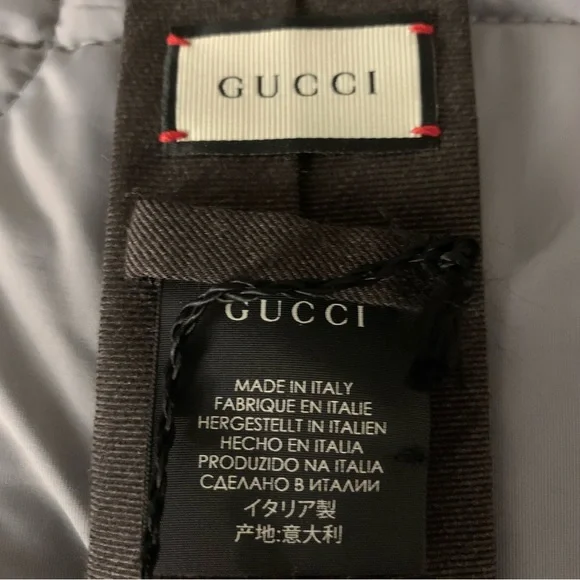 GUCCI
GUCCI
MADE IN ITALY
FABRIQUE EN ITALIE
HERGESTELLT IN ITALIEN
HECHO EN ITALIA
PRODUZIDO NA ITALIA
СДЕЛАНО В ИТАЛИИ
イタリア製
产地:意大利